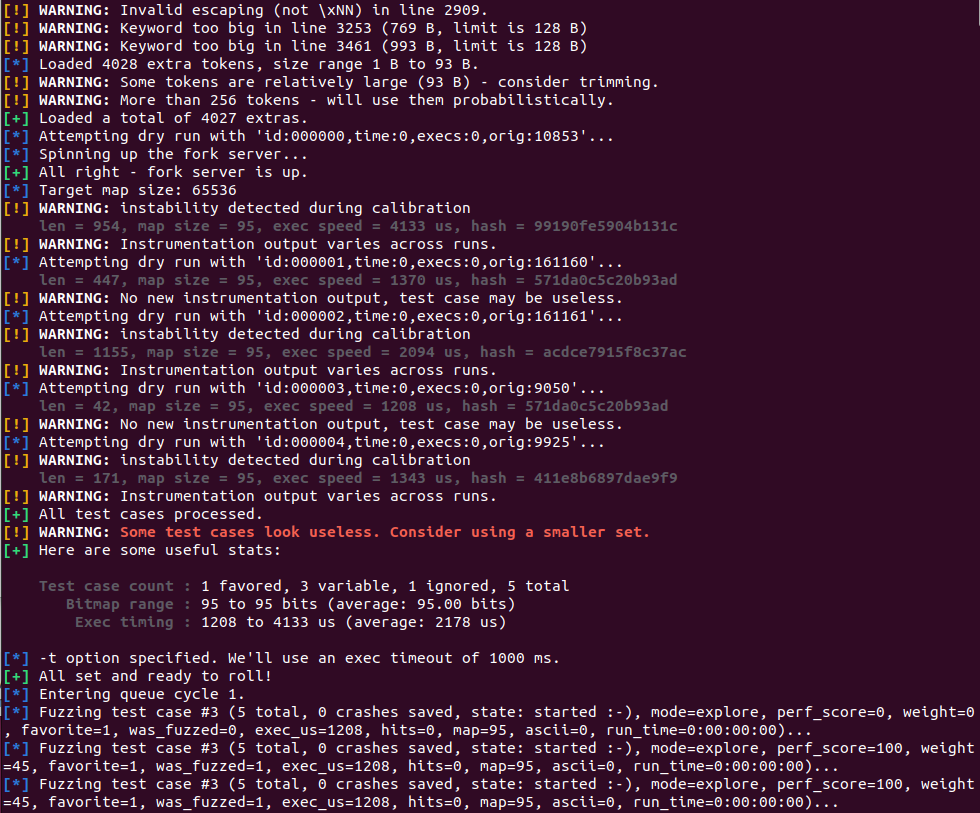 [!] WARNING: Invalid escaping (not \xNN) in line 2909.
[!] WARNING: Keyword too big in line 3253 (769 B, limit is 128 B)
[!] WARNING: Keyword too big in line 3461 (993 B, limit is 128 B)
[*] Loaded 4028 extra tokens, size range 1 B to 93 B.
[!] WARNING: Some tokens are relatively large (93 B) - consider trimming.
[!] WARNING: More than 256 tokens - will use them probabilistically.
[+] Loaded a total of 4027 extras.
[*] Attempting dry run with 'id:000000,time:0,execs:0,orig:10853'...
[*] Spinning up the fork server...
[+] All right - fork server is up.
[*] Target map size: 65536
[!] WARNING: instability detected during calibration
    len = 954, map size = 95, exec speed = 4133 us, hash = 99190fe5904b131c
[!] WARNING: Instrumentation output varies across runs.
[*] Attempting dry run with 'id:000001,time:0,execs:0,orig:161160'...
    len = 447, map size = 95, exec speed = 1370 us, hash = 571da0c5c20b93ad
[!] WARNING: No new instrumentation output, test case may be useless.
[*] Attempting dry run with 'id:000002,time:0,execs:0,orig:161161'...
[!] WARNING: instability detected during calibration
    len = 1155, map size = 95, exec speed = 2094 us, hash = acdce7915f8c37ac
[!] WARNING: Instrumentation output varies across runs.
[*] Attempting dry run with 'id:000003,time:0,execs:0,orig:9050'...
    len = 42, map size = 95, exec speed = 1208 us, hash = 571da0c5c20b93ad
[!] WARNING: No new instrumentation output, test case may be useless.
[*] Attempting dry run with 'id:000004,time:0,execs:0,orig:9925'...
[!] WARNING: instability detected during calibration
    len = 171, map size = 95, exec speed = 1343 us, hash = 411e8b6897dae9f9
[!] WARNING: Instrumentation output varies across runs.
[+] All test cases processed.
[!] WARNING: Some test cases look useless. Consider using a smaller set.
[+] Here are some useful stats:
    Test case count : 1 favored, 3 variable, 1 ignored, 5 total
       Bitmap range : 95 to 95 bits (average: 95.00 bits)
        Exec timing : 1208 to 4133 us (average: 2178 us)
[*] -t option specified. We'll use an exec timeout of 1000 ms.
[+] All set and ready to roll!
[*] Entering queue cycle 1.
[*] Fuzzing test case #3 (5 total, 0 crashes saved, state: started :-), mode=explore, perf_score=0, weight=0
, favorite=1, was_fuzzed=0, exec_us=1208, hits=0, map=95, ascii=0, run_time=0:00:00:00)...
[*] Fuzzing test case #3 (5 total, 0 crashes saved, state: started :-), mode=explore, perf_score=100, weight
=45, favorite=1, was_fuzzed=1, exec_us=1208, hits=0, map=95, ascii=0, run_time=0:00:00:00)...
[*] Fuzzing test case #3 (5 total, 0 crashes saved, state: started :-), mode=explore, perf_score=100, weight
=45, favorite=1, was_fuzzed=1, exec_us=1208, hits=0, map=95, ascii=0, run_time=0:00:00:00)...